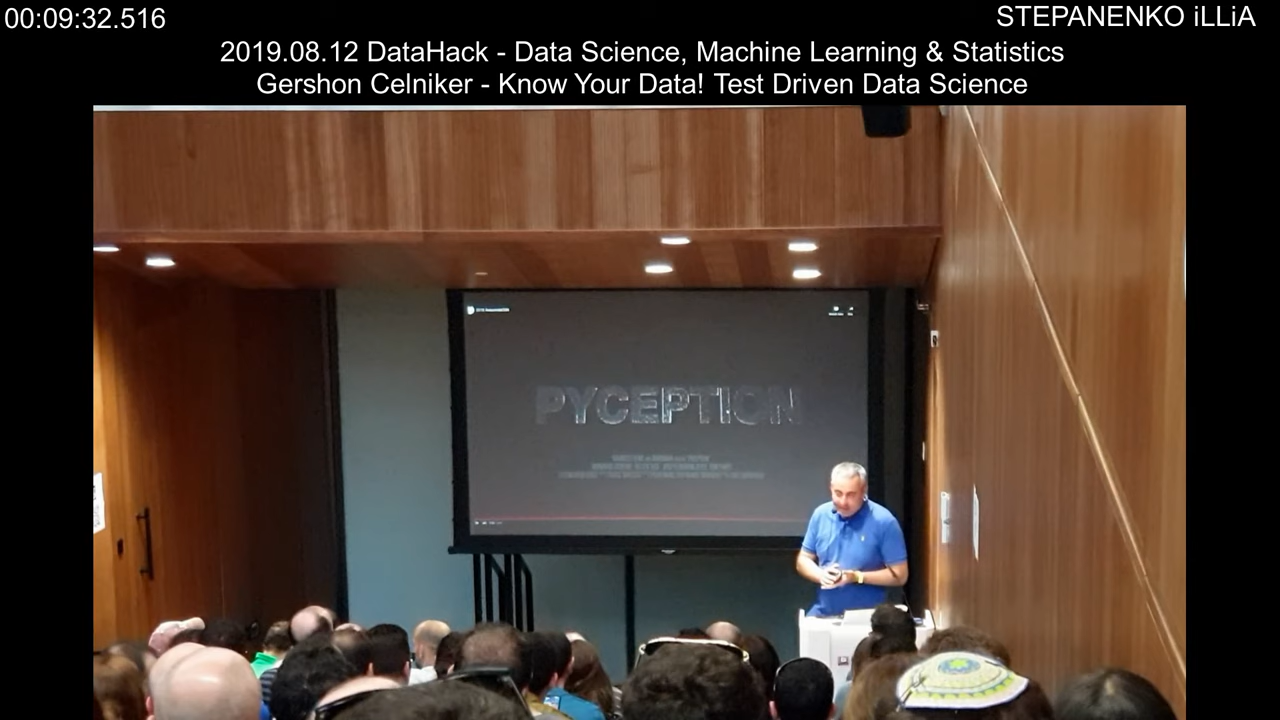 00:09:32.516
STEPANENKO iLLiA
2019.08.12 DataHack - Data Science, Machine Learning & Statistics
Gershon Celniker - Know Your Data! Test Driven Data Science
PYCEPTION